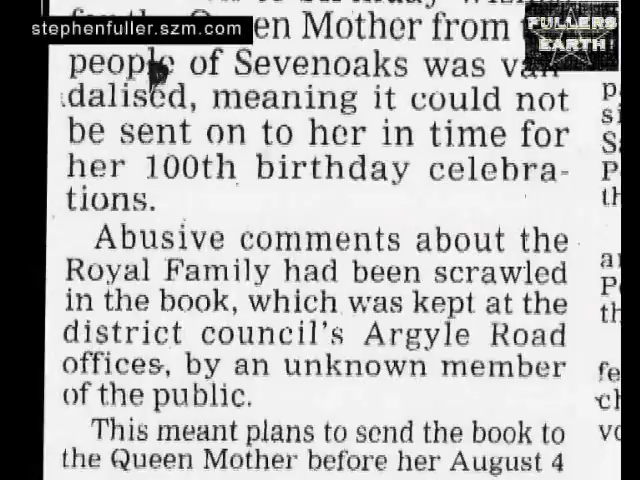 stephenfuller.szm.com
FULLERS
EARTH
en Mother from
people of Sevenoaks was van
dalised, meaning it could not
be sent on to her in time for
her 100th birthday celebra-
tions.
Abusive comments about the
Royal Family had been scrawled
in the book, which was kept at the
district council's Argyle Road
offices, by an unknown member
of the public.
This meant plans to send the book to
the Queen Mother before her August 4